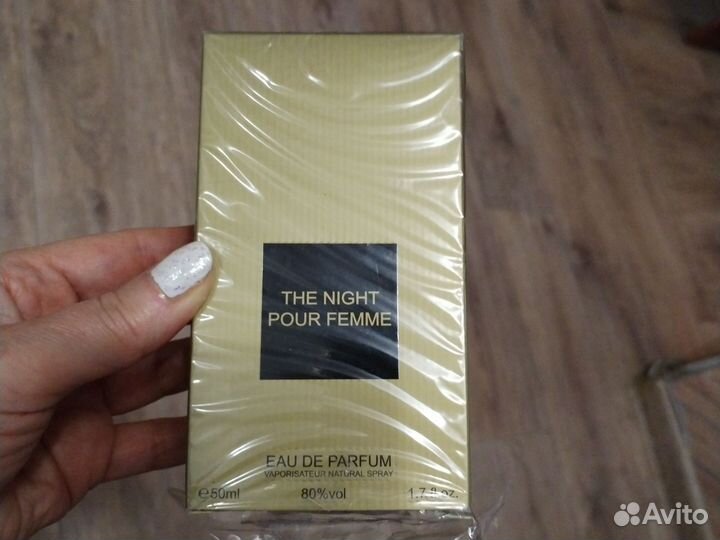 THE NIGHT
POUR FEMME
EAU DE PARFUM
VAPORISATEUR NATURAL SPRAY
℮50ml 80%vol 1.7 fl oz.
Avito